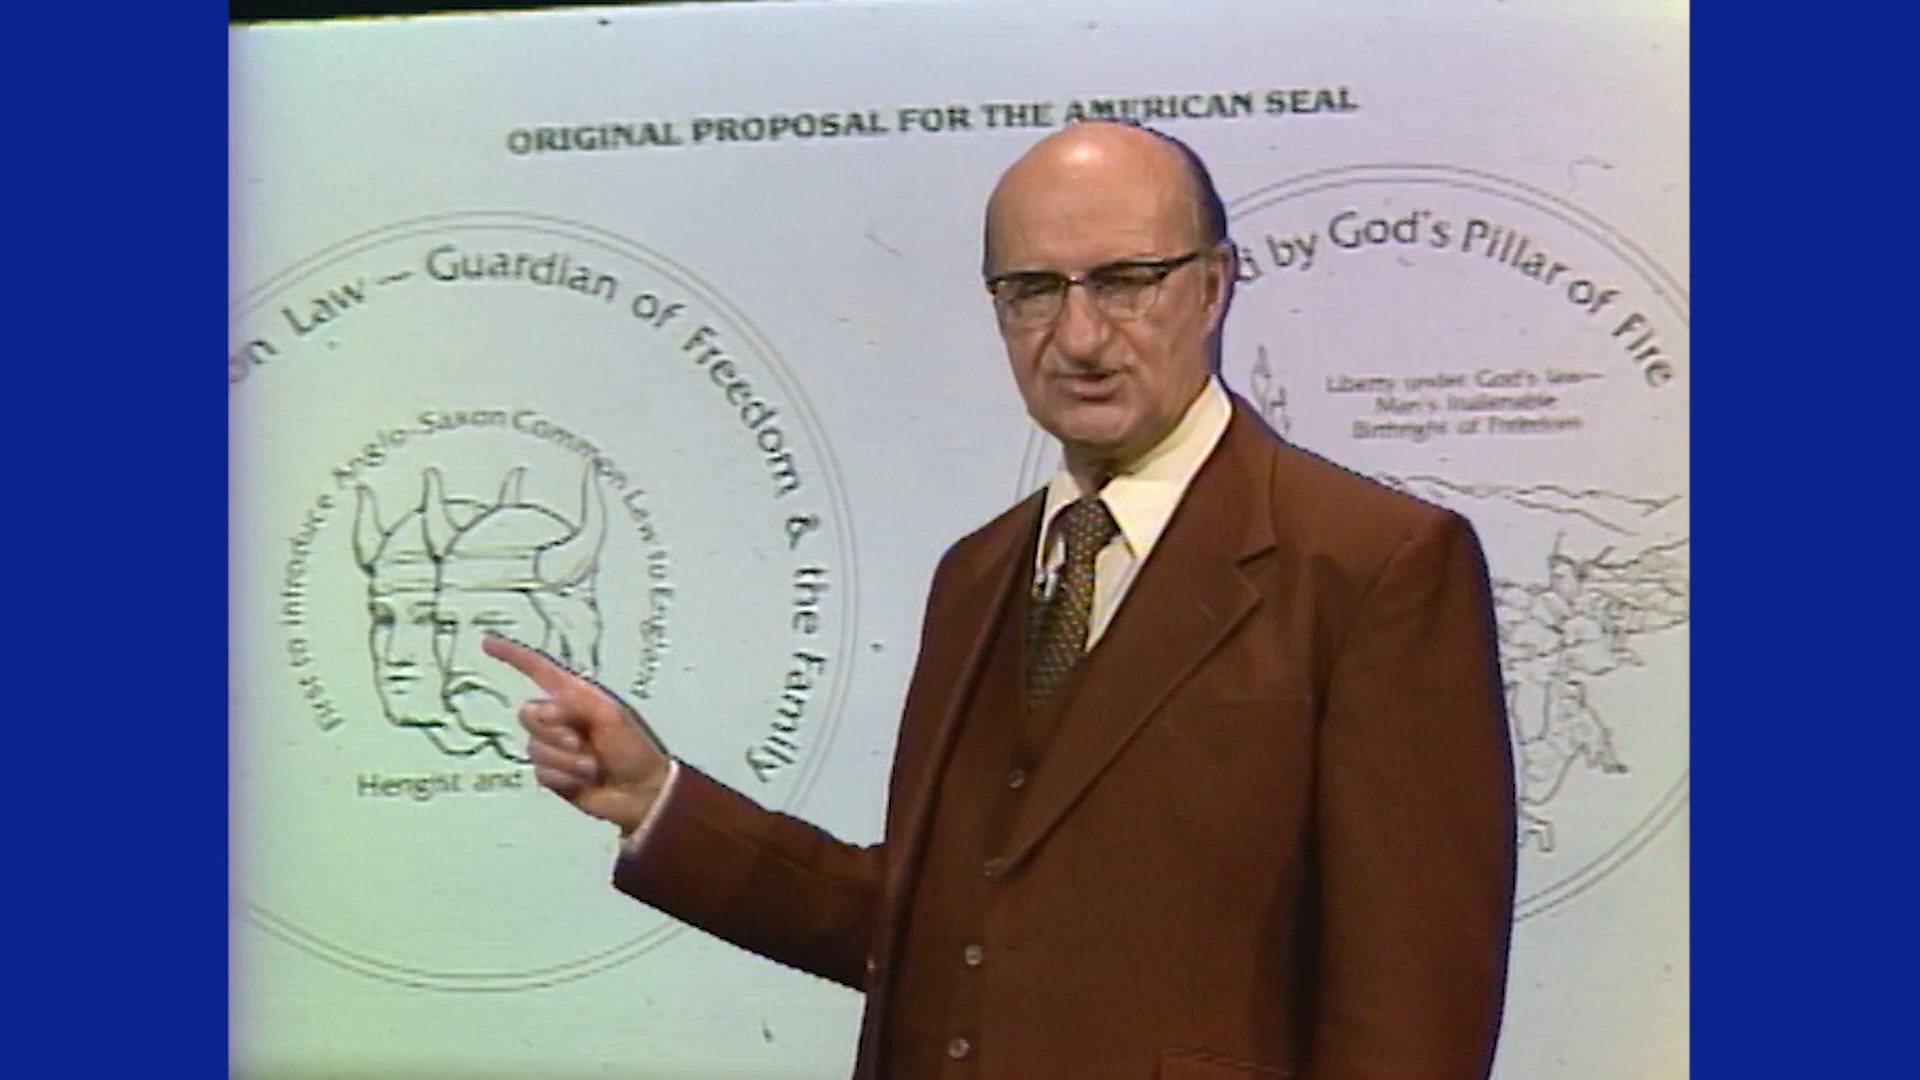 ORIGINAL PROPOSAL FOR THE AMERICAN SEAL
on Law — Guardian of Freedom & the Family
First to introduce Anglo-Saxon Common Law to England
Hengist and
by God's Pillar of Fire
Liberty under God's law—
Man's Inalienable
Birthright of Freedom